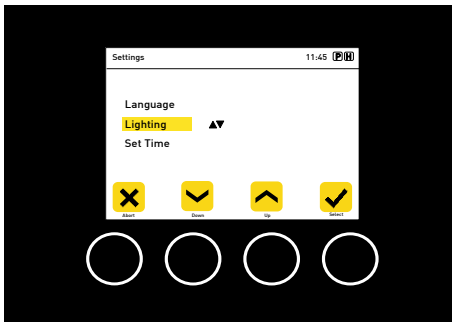 Settings 11:45 P H
Language
Lighting
Set Time
Abort Down Up Select